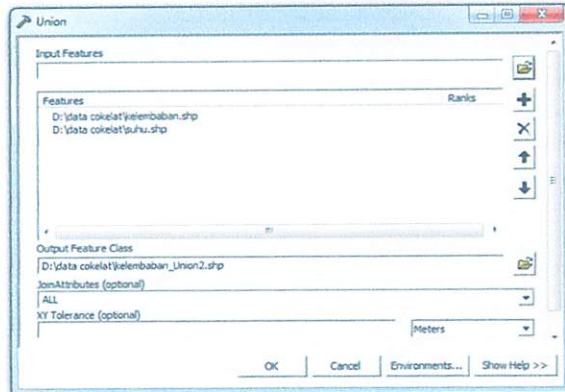 Union
Input Features
Features Ranks
D:\data cokelat\kelembaban.shp
D:\data cokelat\suhu.shp
Output Feature Class
D:\data cokelat\kelembaban_Union2.shp
JoinAttributes (optional)
ALL
XY Tolerance (optional)
Meters
OK Cancel Environments... Show Help >>